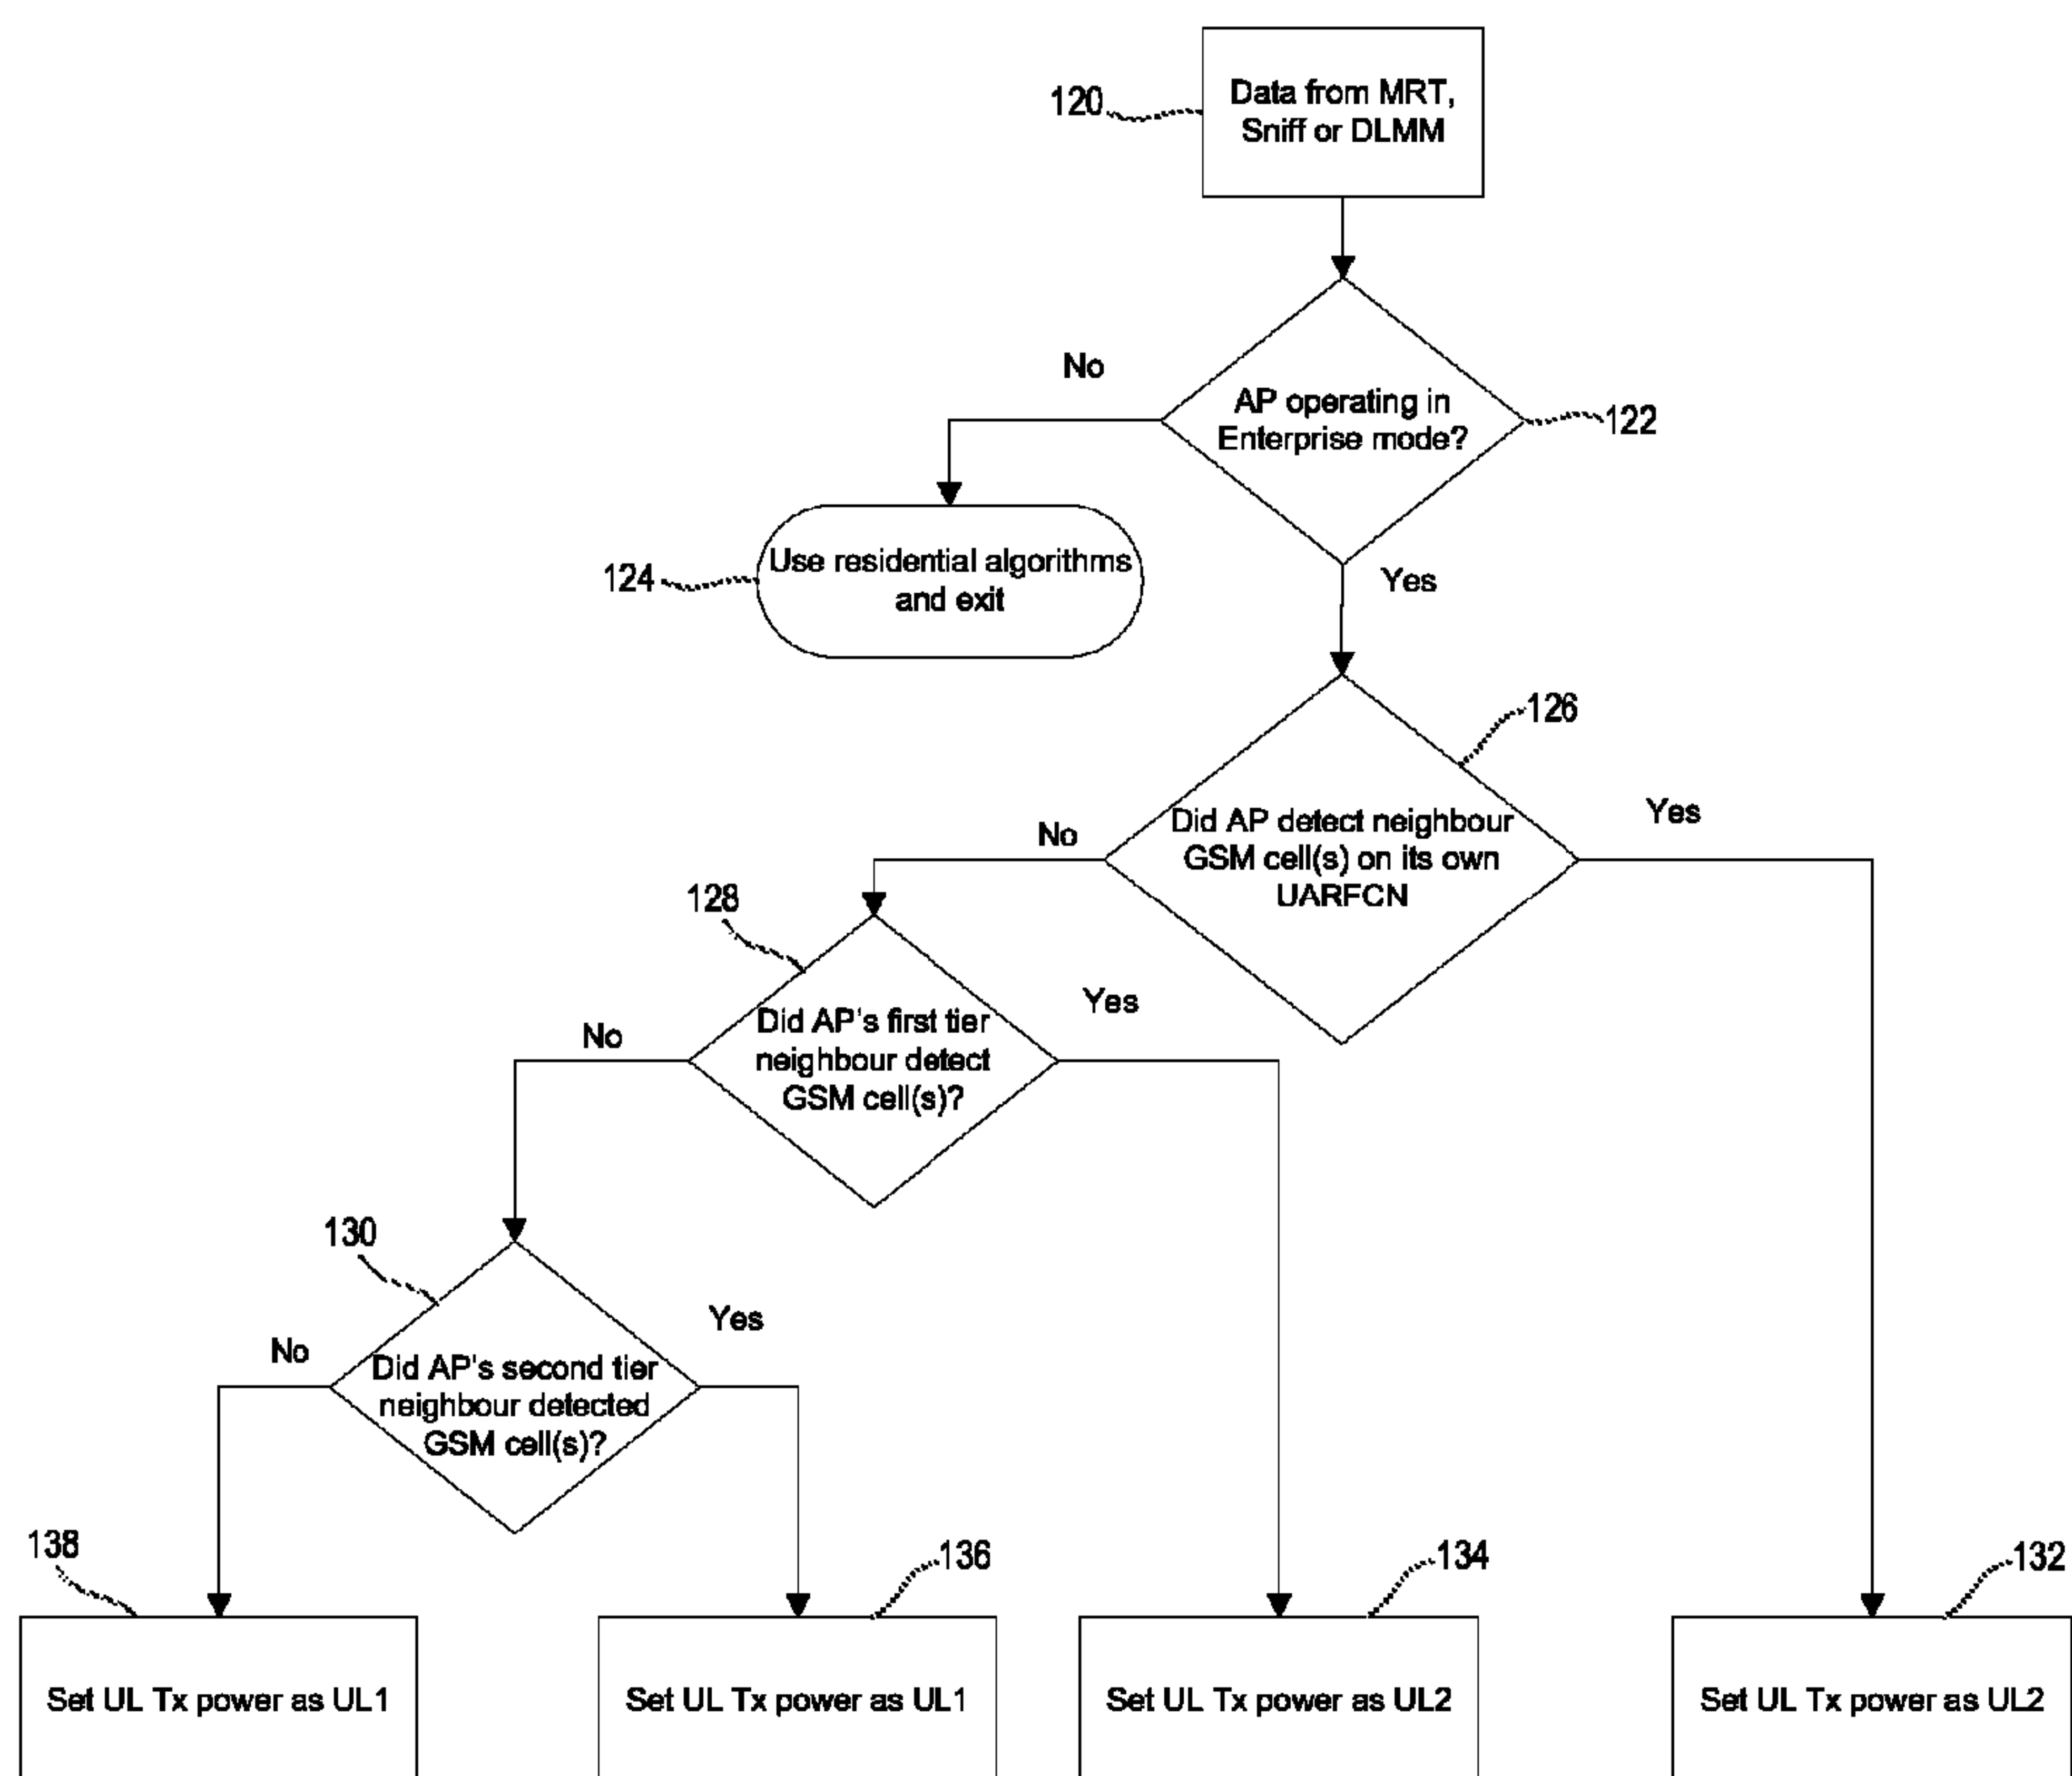 120
Data from MRT,
Sniff or DLMM
No
AP operating in
Enterprise mode?
122
124
Use residential algorithms
and exit
Yes
126
No
Did AP detect neighbour
GSM cell(s) on its own
UARFCN
Yes
128
No
Did AP's first tier
neighbour detect
GSM cell(s)?
Yes
130
No
Did AP's second tier
neighbour detected
GSM cell(s)?
Yes
138
136
134
132
Set UL Tx power as UL1
Set UL Tx power as UL1
Set UL Tx power as UL2
Set UL Tx power as UL2